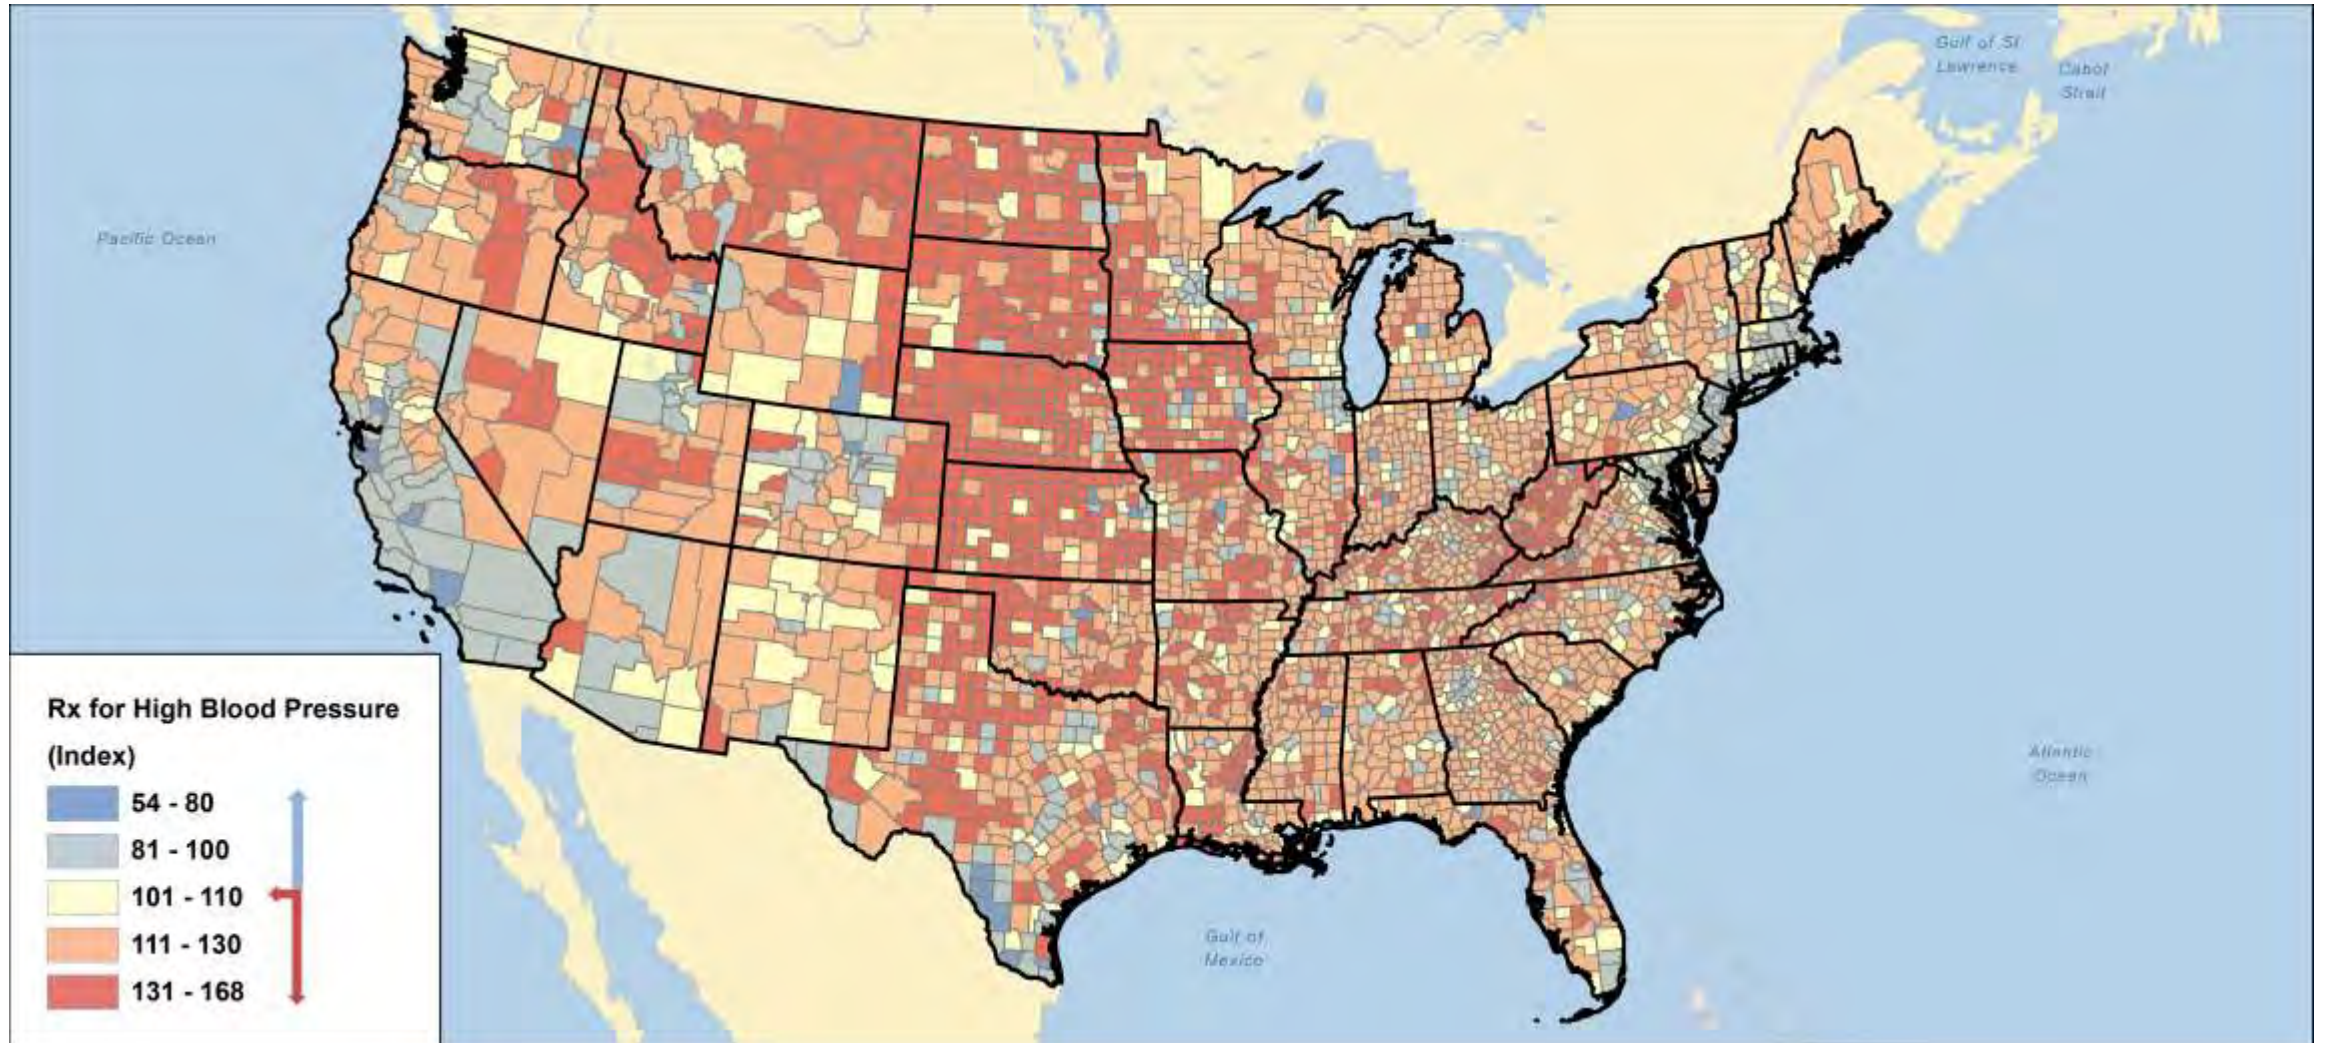 Gulf of St
Lawrence
Cabot
Strait
Pacific Ocean
Rx for High Blood Pressure
(Index)
54 - 80
81 - 100
101 - 110
111 - 130
131 - 168
Atlantic
Ocean
Gulf of
Mexico